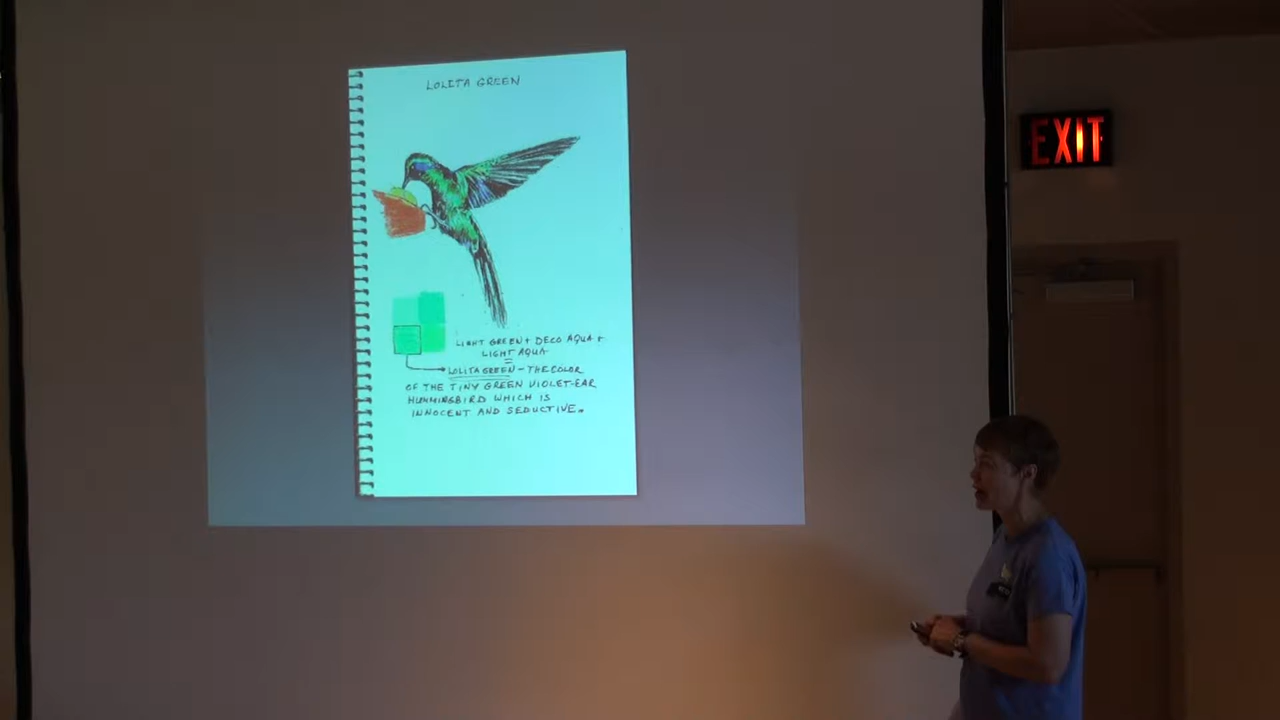 LOLITA GREEN
LIGHT GREEN + DECO AQUA +
LIGHT AQUA
=
LOLITA GREEN - THE COLOR
OF THE TINY GREEN VIOLET-EAR
HUMMINGBIRD WHICH IS
INNOCENT AND SEDUCTIVE.
EXIT